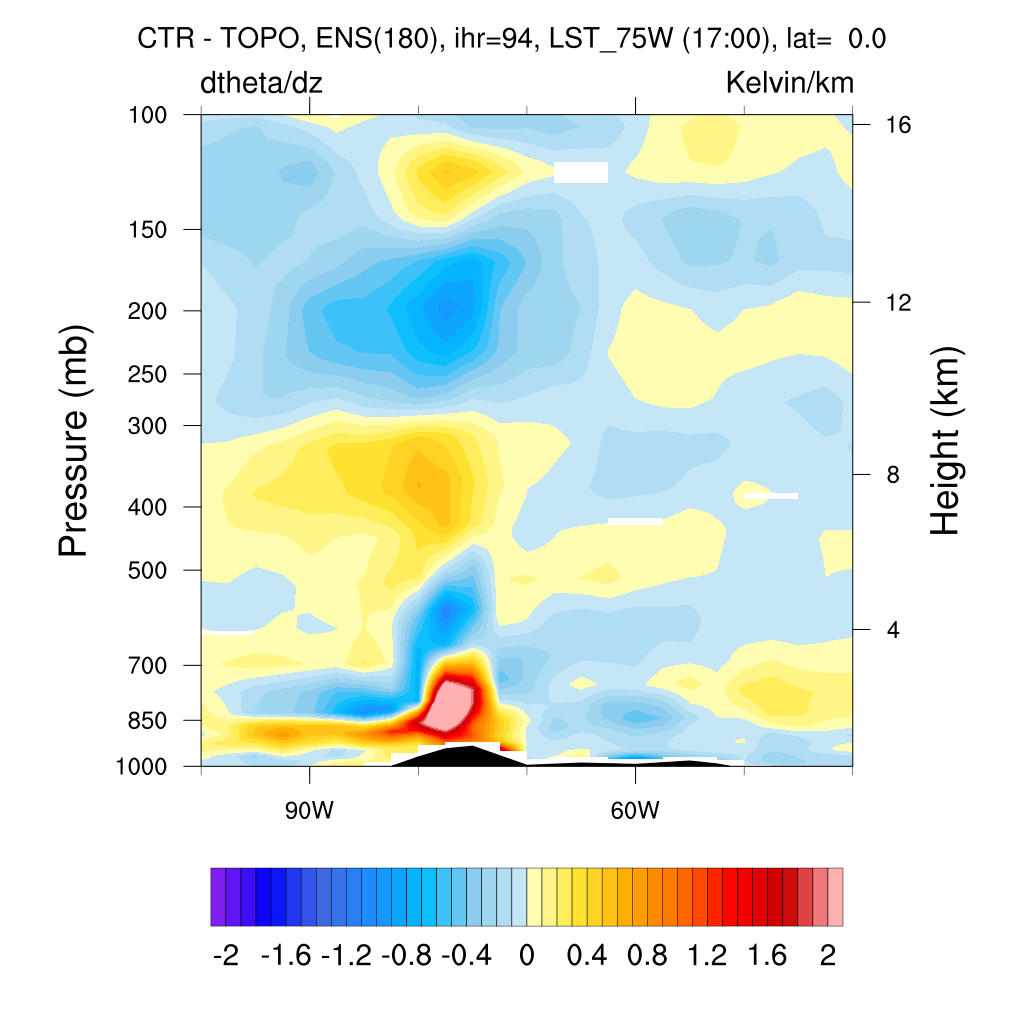 CTR - TOPO, ENS(180), ihr=94, LST_75W (17:00), lat=  0.0
dtheta/dz
Kelvin/km
100
150
200
250
300
400
500
700
850
1000
Pressure (mb)
16
12
8
4
Height (km)
90W
60W
-2 -1.6 -1.2 -0.8 -0.4 0 0.4 0.8 1.2 1.6 2